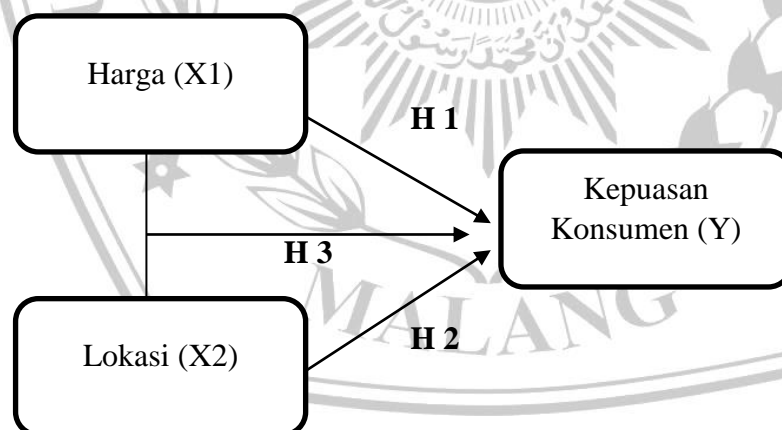 Harga (X1)
H 1
Kepuasan
Konsumen (Y)
H 3
Lokasi (X2)
H 2
MALANG